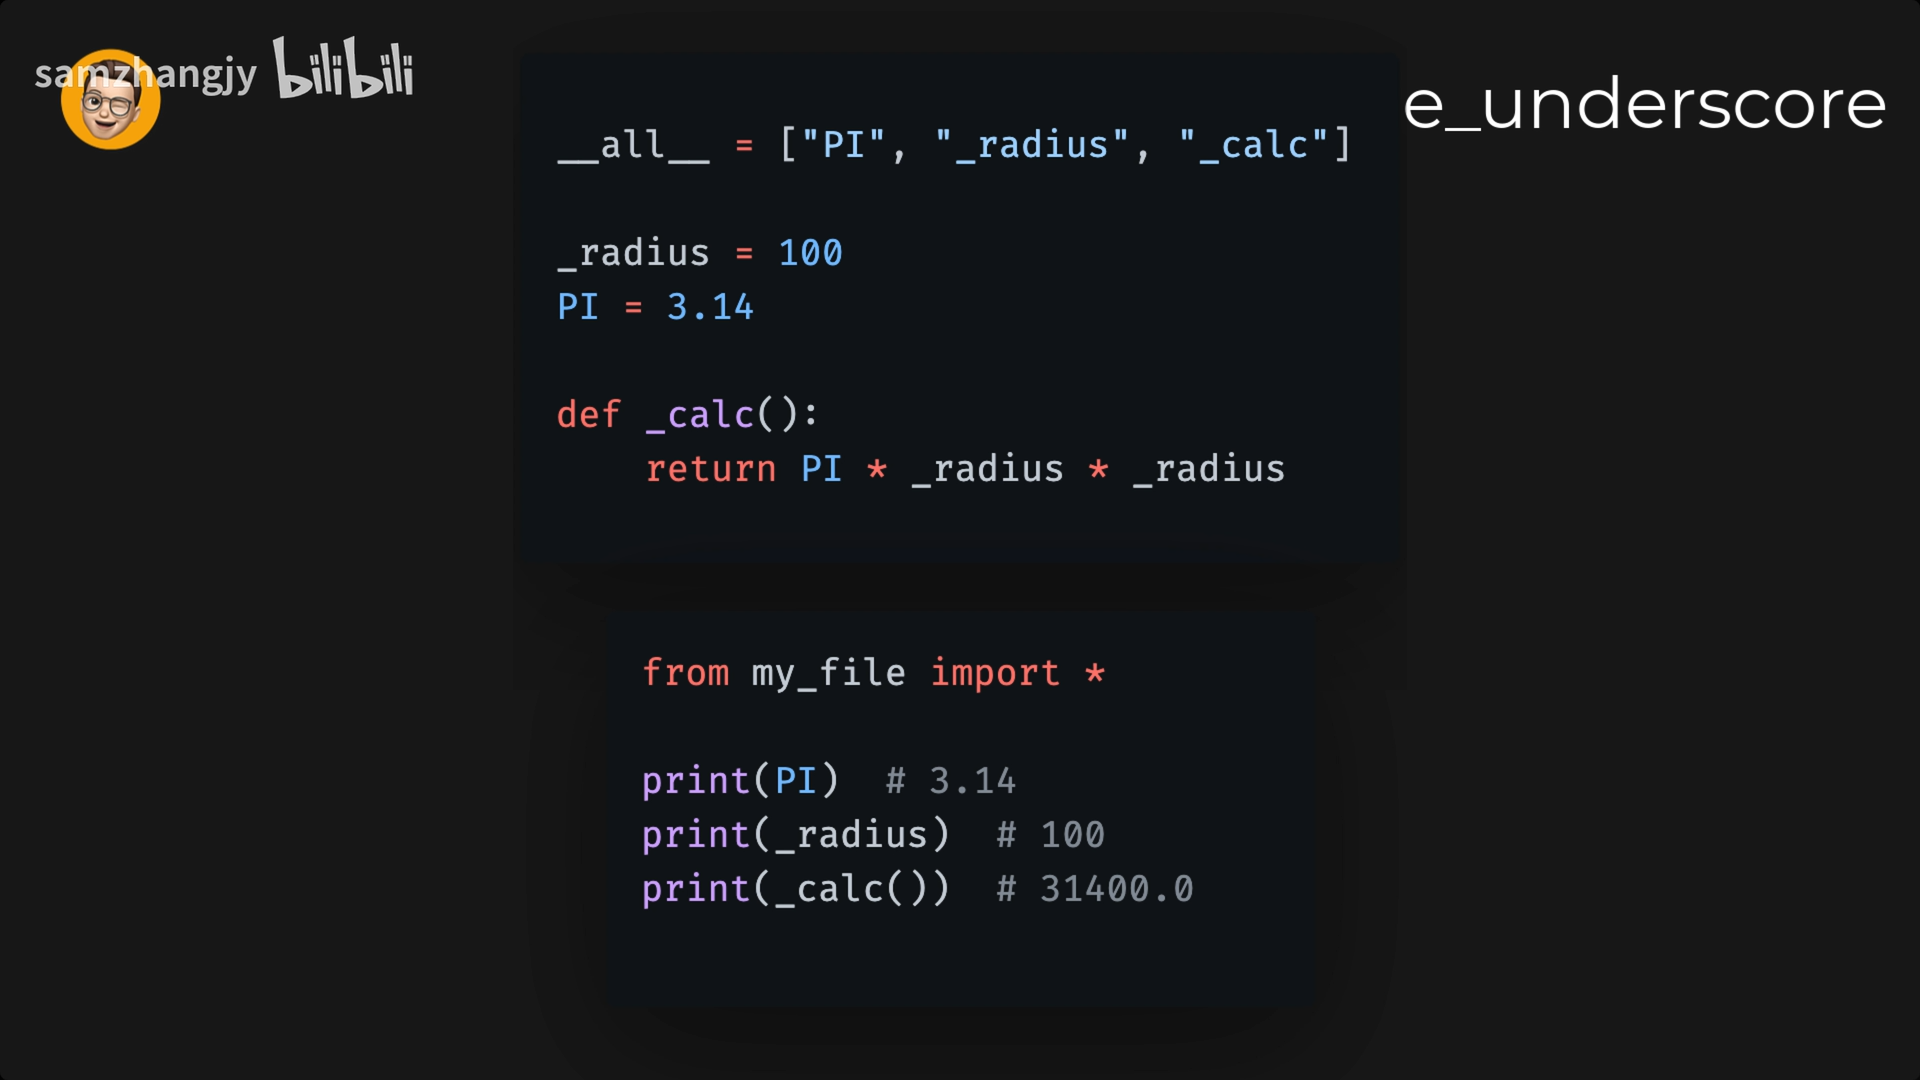 samzhangjy bilibili
e_underscore
__all__ = ["PI", "_radius", "_calc"]
_radius = 100
PI = 3.14
def _calc():
    return PI * _radius * _radius
from my_file import *
print(PI)  # 3.14
print(_radius)  # 100
print(_calc())  # 31400.0